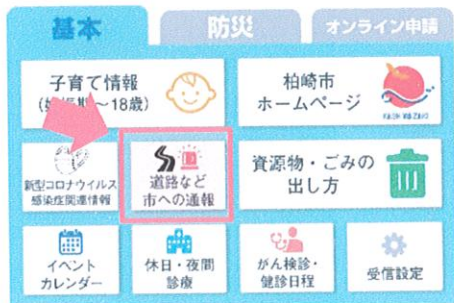 基本
防災
オンライン申請
子育て情報
～18歳)
柏崎市
ホームページ
新型コロナウイルス
感染症関連情報
道路など
市への通報
資源物・ごみの
出し方
イベント
カレンダー
休日・夜間
診療
がん検診・
健診日程
受信設定